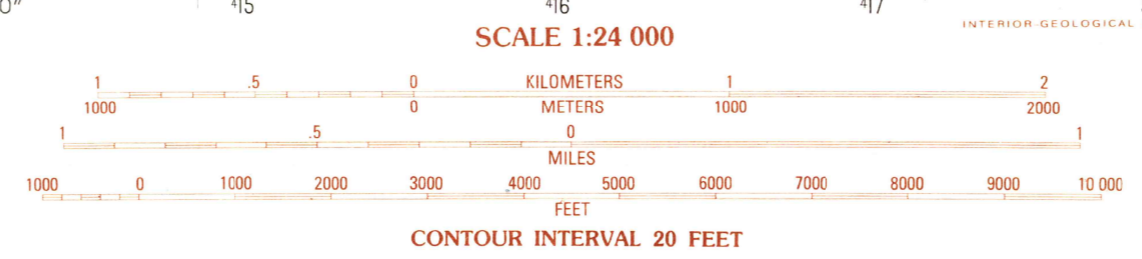 0" ⁴15 ⁴16 ⁴17
INTERIOR-GEOLOGICAL
SCALE 1:24 000
1 .5 0 KILOMETERS 1 2
1000 0 METERS 1000 2000
1 .5 0 1
MILES
1000 0 1000 2000 3000 4000 5000 6000 7000 8000 9000 10 000
FEET
CONTOUR INTERVAL 20 FEET